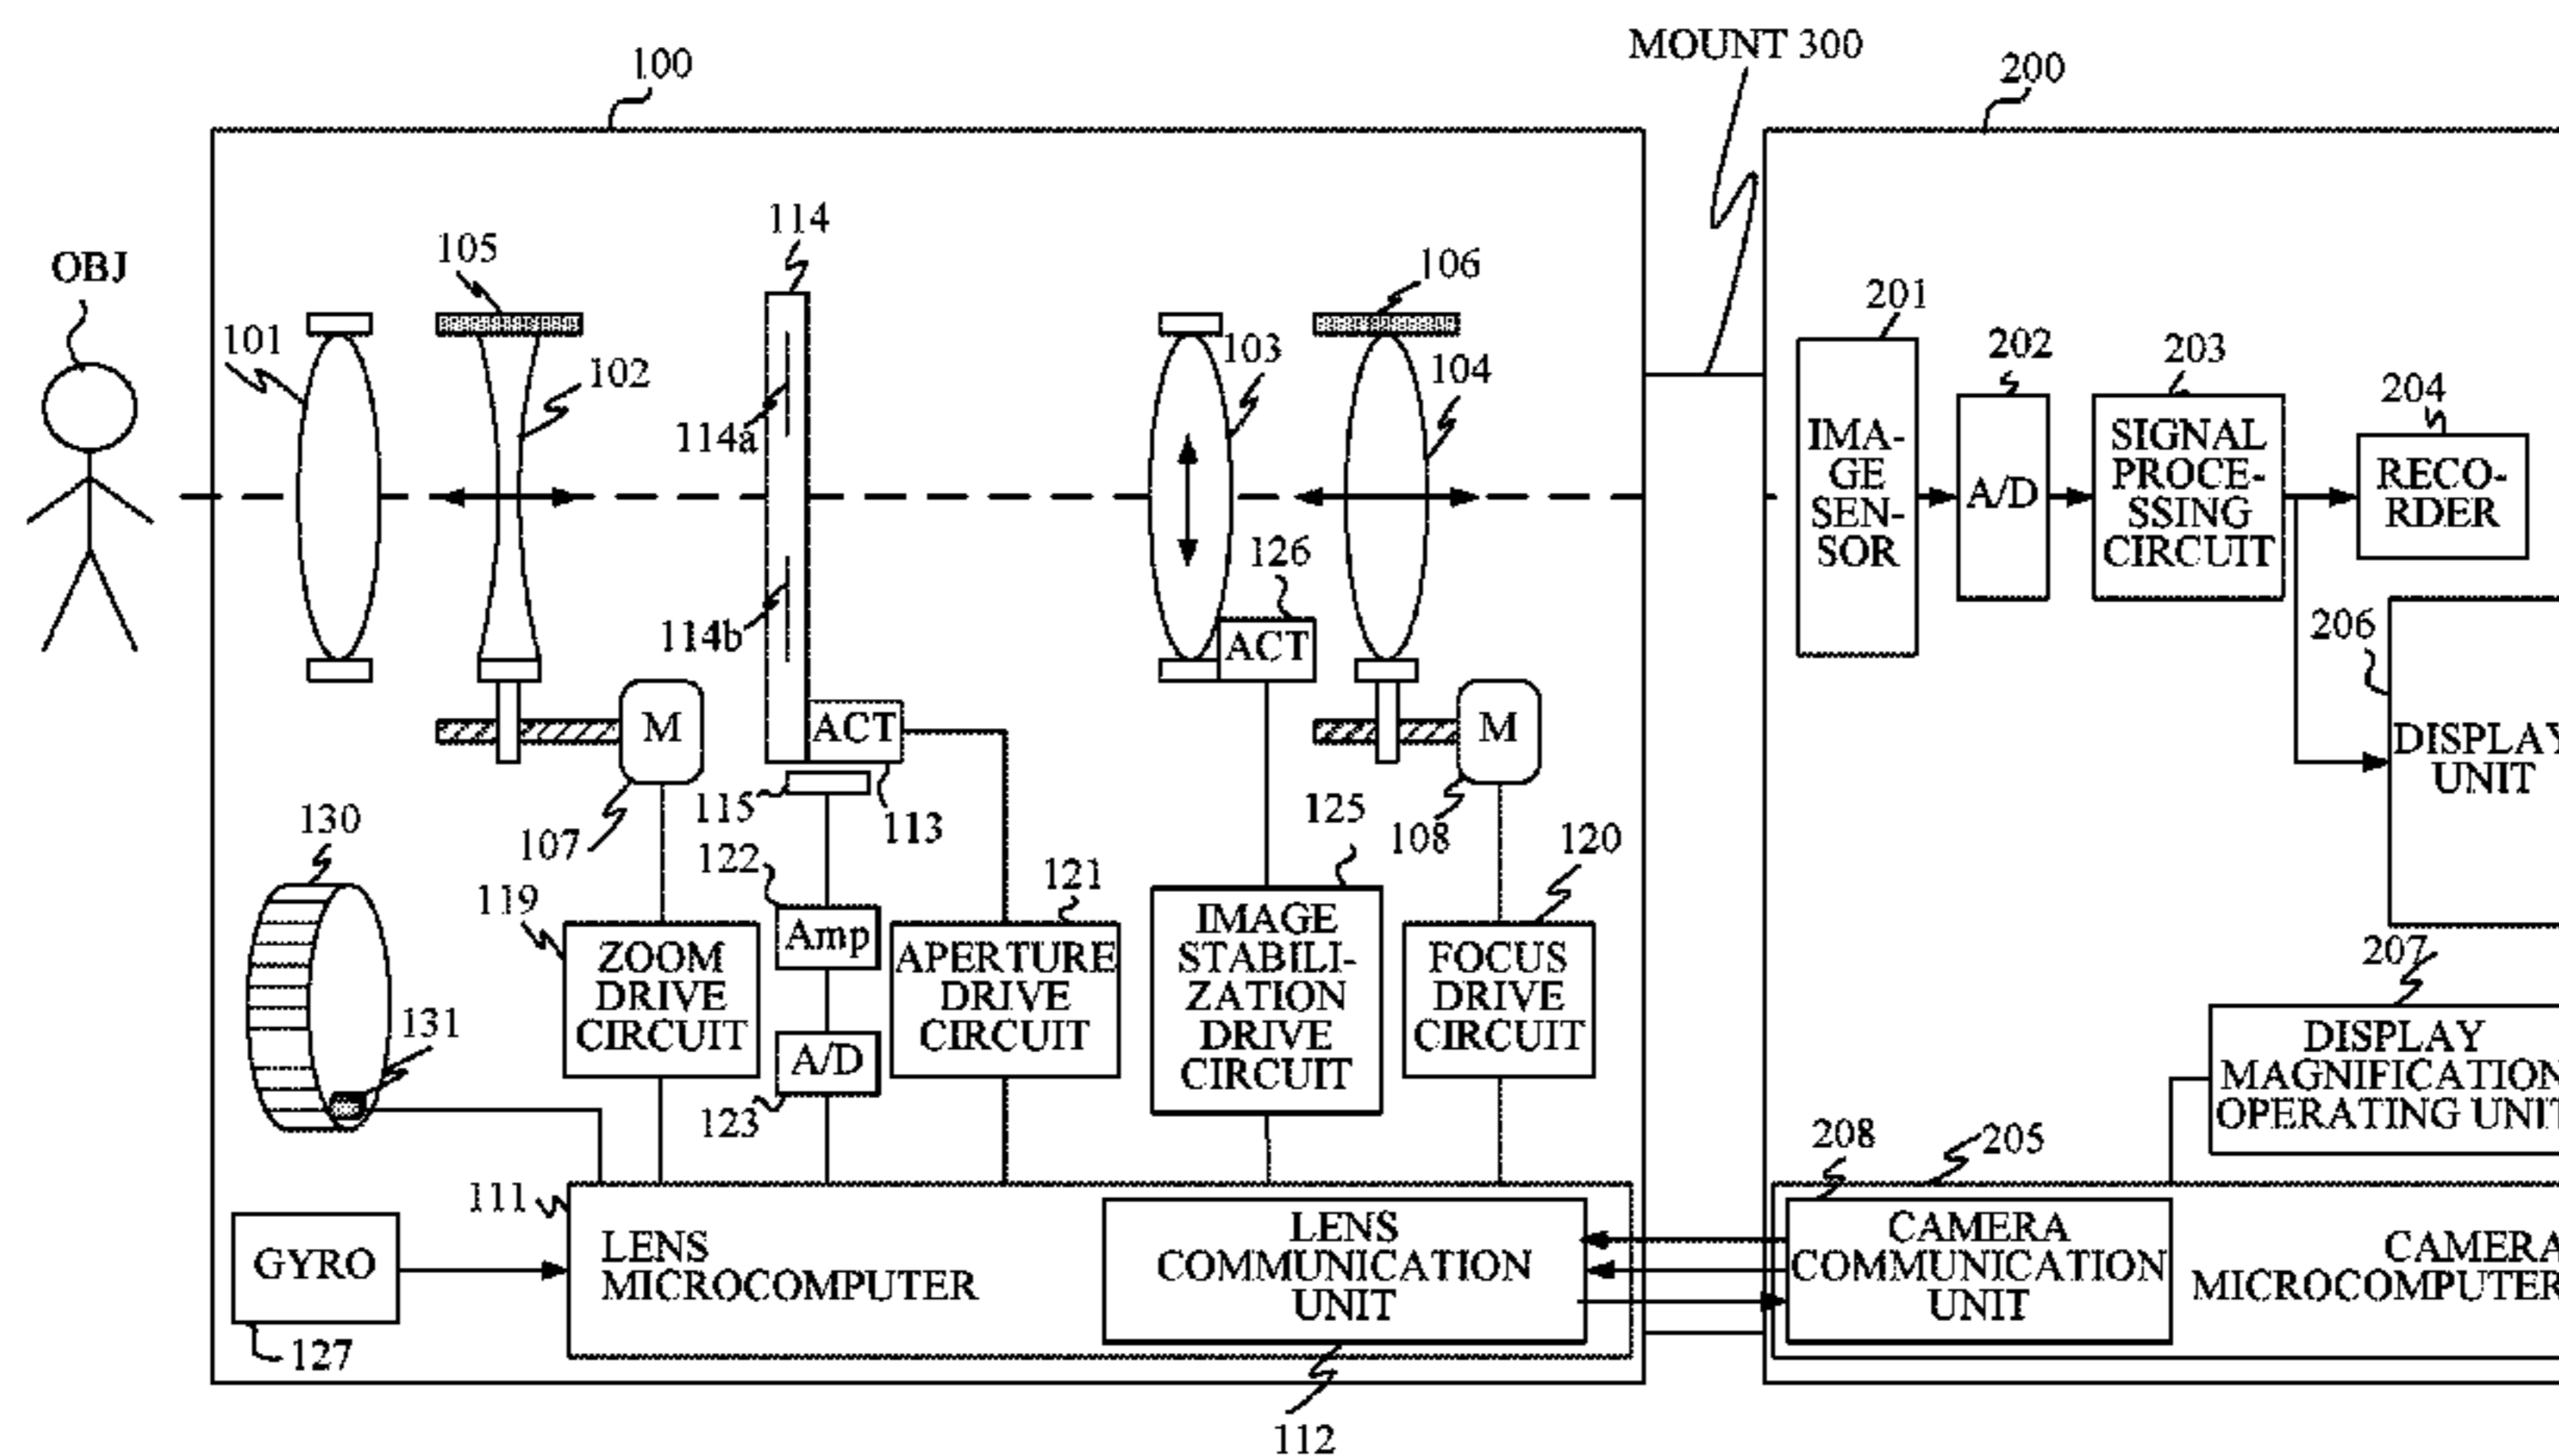 MOUNT 300
100
200
114
105
106
OBJ
201
101
103
202
203
102
104
204
114a
IMA-
GE
SEN-
SOR
A/D
SIGNAL
PROCE-
SSING
CIRCUIT
RECO-
RDER
126
114b
ACT
206
M
ACT
M
DISPLAY
UNIT
115
113
125
130
107
108
120
122
121
119
IMAGE
STABILI-
ZATION
DRIVE
CIRCUIT
Amp
ZOOM
DRIVE
CIRCUIT
APERTURE
DRIVE
CIRCUIT
FOCUS
DRIVE
CIRCUIT
207
131
A/D
DISPLAY
MAGNIFICATION
OPERATING UNIT
123
208
205
111
LENS
MICROCOMPUTER
LENS
COMMUNICATION
UNIT
CAMERA
COMMUNICATION
UNIT
CAMERA
MICROCOMPUTER
GYRO
127
112